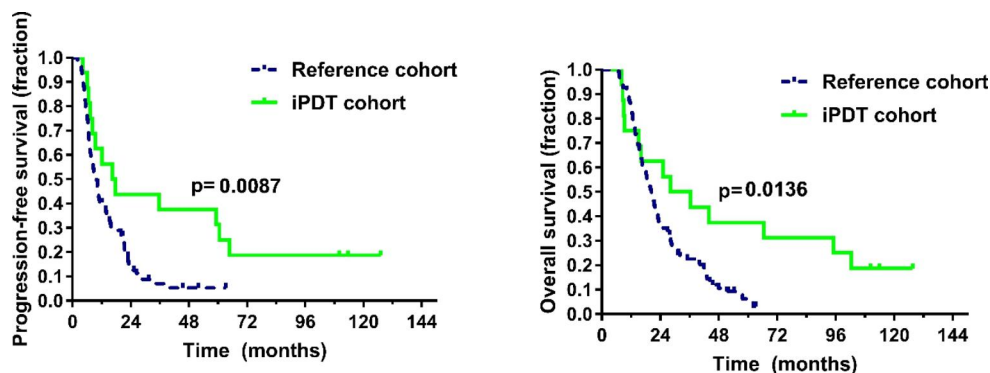 Progression-free survival (fraction)
1.0
0.9
0.8
0.7
0.6
0.5
0.4
0.3
0.2
0.1
0.0
Reference cohort
iPDT cohort
p= 0.0087
0 24 48 72 96 120 144
Time (months)
Overall survival (fraction)
1.0
0.9
0.8
0.7
0.6
0.5
0.4
0.3
0.2
0.1
0.0
Reference cohort
iPDT cohort
p=0.0136
0 24 48 72 96 120 144
Time (months)